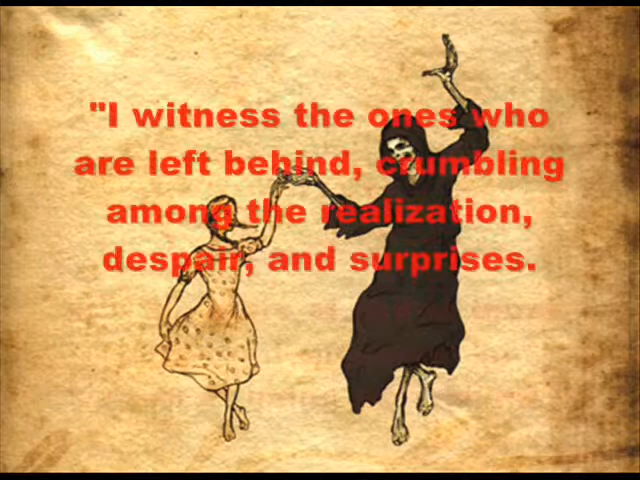 "I witness the ones who
are left behind, crumbling
among the realization,
despair, and surprises.